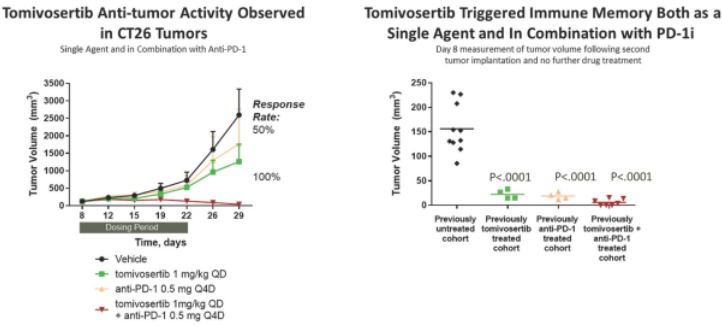 Tomivosertib Anti-tumor Activity Observed
in CT26 Tumors
Single Agent and in Combination with Anti-PD-1
Tumor Volume (mm³)
3500
3000
2500
2000
1500
1000
500
0
8 12 15 19 22 26 29
Dosing Period
Time, days
Response
Rate:
50%
100%
Vehicle
tomivosertib 1 mg/kg QD
anti-PD-1 0.5 mg Q4D
tomivosertib 1mg/kg QD
+ anti-PD-1 0.5 mg Q4D
Tomivosertib Triggered Immune Memory Both as a
Single Agent and In Combination with PD-1i
Day 8 measurement of tumor volume following second
tumor implantation and no further drug treatment
Tumor Volume (mm³)
250
200
150
100
50
0
P<.0001 P<.0001 P<.0001
Previously
untreated
cohort
Previously
tomivosertib
treated
cohort
Previously
anti-PD-1
treated
cohort
Previously
tomivosertib +
anti-PD-1
treated cohort